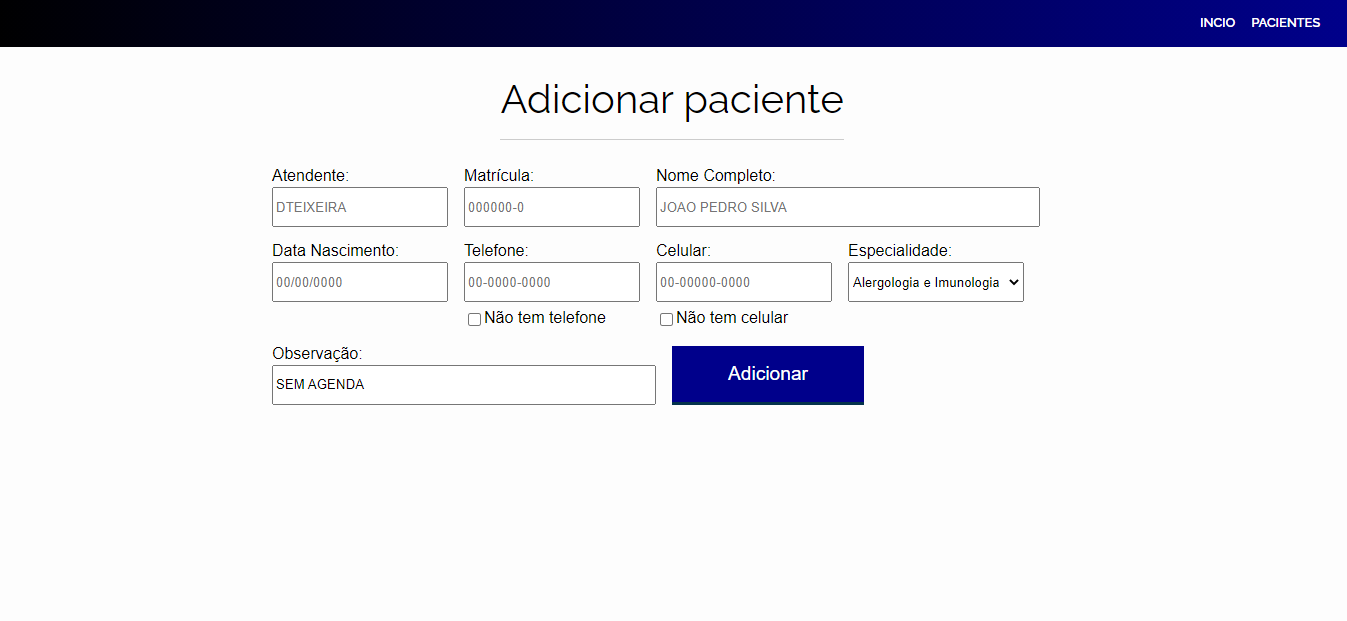 INCIO PACIENTES
Adicionar paciente
Atendente: Matrícula: Nome Completo:
DTEIXEIRA 000000-0 JOAO PEDRO SILVA
Data Nascimento: Telefone: Celular: Especialidade:
00/00/0000 00-0000-0000 00-00000-0000 Alergologia e Imunologia
Não tem telefone Não tem celular
Observação:
SEM AGENDA
Adicionar